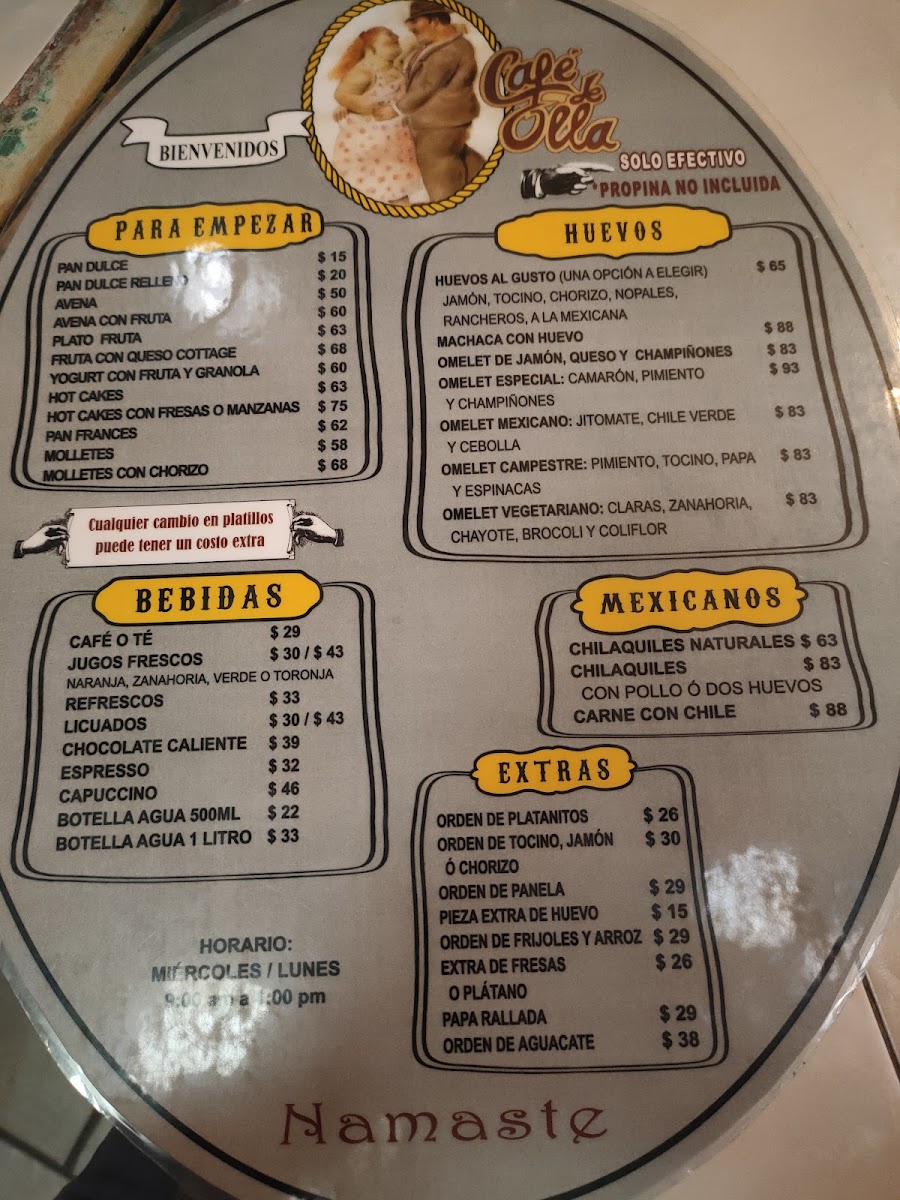 Café de Olla
BIENVENIDOS
SOLO EFECTIVO
*PROPINA NO INCLUIDA
PARA EMPEZAR
PAN DULCE $ 15
PAN DULCE RELLENO $ 20
AVENA $ 50
AVENA CON FRUTA $ 60
PLATO FRUTA $ 63
FRUTA CON QUESO COTTAGE $ 68
YOGURT CON FRUTA Y GRANOLA $ 60
HOT CAKES $ 63
HOT CAKES CON FRESAS O MANZANAS $ 75
PAN FRANCES $ 62
MOLLETES $ 58
MOLLETES CON CHORIZO $ 68
Cualquier cambio en platillos
puede tener un costo extra
HUEVOS
HUEVOS AL GUSTO (UNA OPCIÓN A ELEGIR) $ 65
JAMÓN, TOCINO, CHORIZO, NOPALES,
RANCHEROS, A LA MEXICANA
MACHACA CON HUEVO $ 88
OMELET DE JAMÓN, QUESO Y CHAMPIÑONES $ 83
OMELET ESPECIAL: CAMARÓN, PIMIENTO $ 93
Y CHAMPIÑONES
OMELET MEXICANO: JITOMATE, CHILE VERDE $ 83
Y CEBOLLA
OMELET CAMPESTRE: PIMIENTO, TOCINO, PAPA $ 83
Y ESPINACAS
OMELET VEGETARIANO: CLARAS, ZANAHORIA, $ 83
CHAYOTE, BROCOLI Y COLIFLOR
BEBIDAS
CAFÉ O TÉ $ 29
JUGOS FRESCOS $ 30 / $ 43
NARANJA, ZANAHORIA, VERDE O TORONJA
REFRESCOS $ 33
LICUADOS $ 30 / $ 43
CHOCOLATE CALIENTE $ 39
ESPRESSO $ 32
CAPUCCINO $ 46
BOTELLA AGUA 500ML $ 22
BOTELLA AGUA 1 LITRO $ 33
MEXICANOS
CHILAQUILES NATURALES $ 63
CHILAQUILES $ 83
CON POLLO Ó DOS HUEVOS
CARNE CON CHILE $ 88
EXTRAS
ORDEN DE PLATANITOS $ 26
ORDEN DE TOCINO, JAMÓN $ 30
Ó CHORIZO
ORDEN DE PANELA $ 29
PIEZA EXTRA DE HUEVO $ 15
ORDEN DE FRIJOLES Y ARROZ $ 29
EXTRA DE FRESAS $ 26
O PLÁTANO
PAPA RALLADA $ 29
ORDEN DE AGUACATE $ 38
HORARIO:
MIÉRCOLES / LUNES
9:00 am a 1:00 pm
Namaste